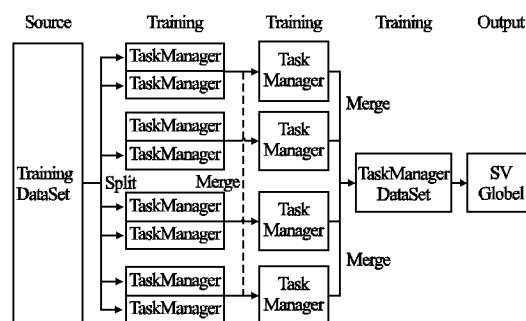 Source
Training
Training
Training
Output
Training
DataSet
Split
TaskManager
TaskManager
TaskManager
TaskManager
TaskManager
TaskManager
TaskManager
TaskManager
Merge
Task
Manager
Task
Manager
Task
Manager
Task
Manager
Merge
Merge
TaskManager
DataSet
SV
Globel